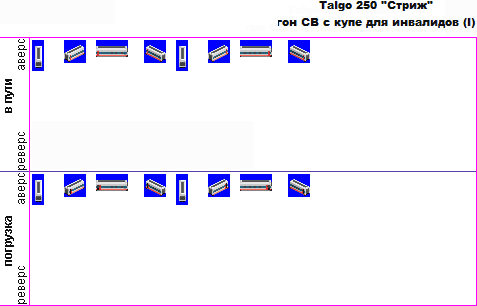 Talgo 250 "Стриж"
гон СВ с купе для инвалидов (I)
аверс
в пути
реверс
аверс
погрузка
реверс